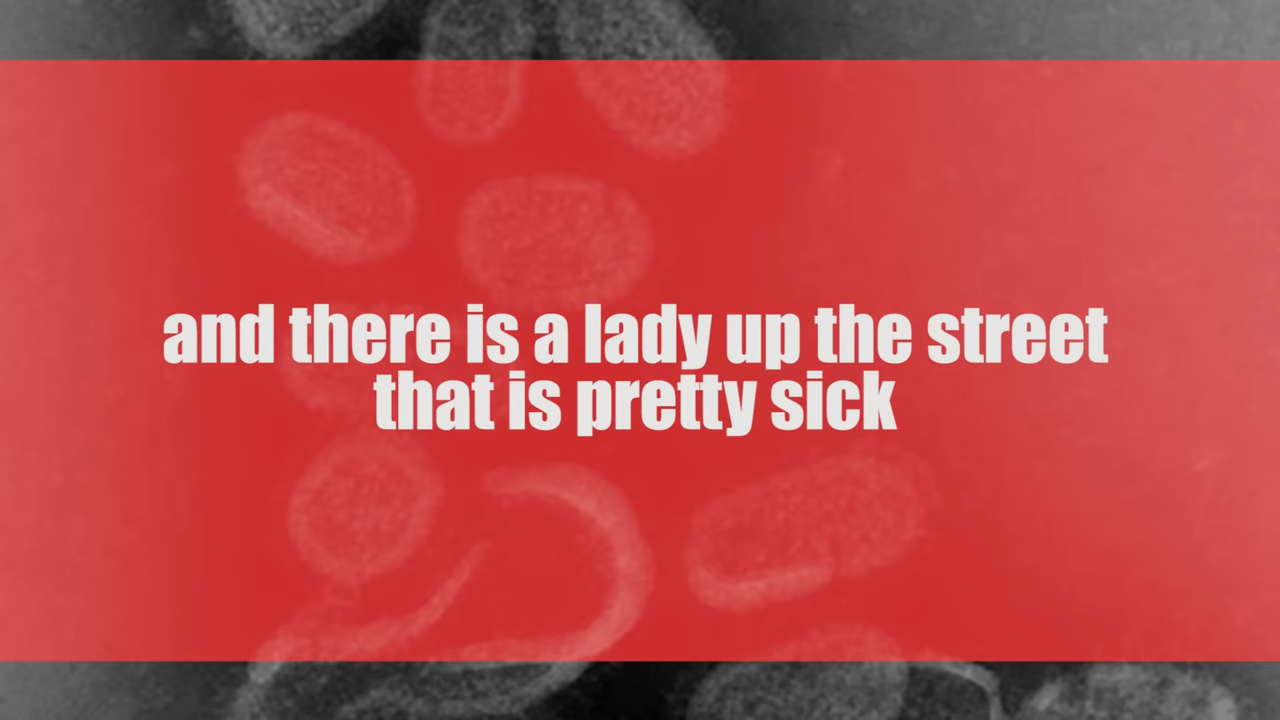 and there is a lady up the street
that is pretty sick